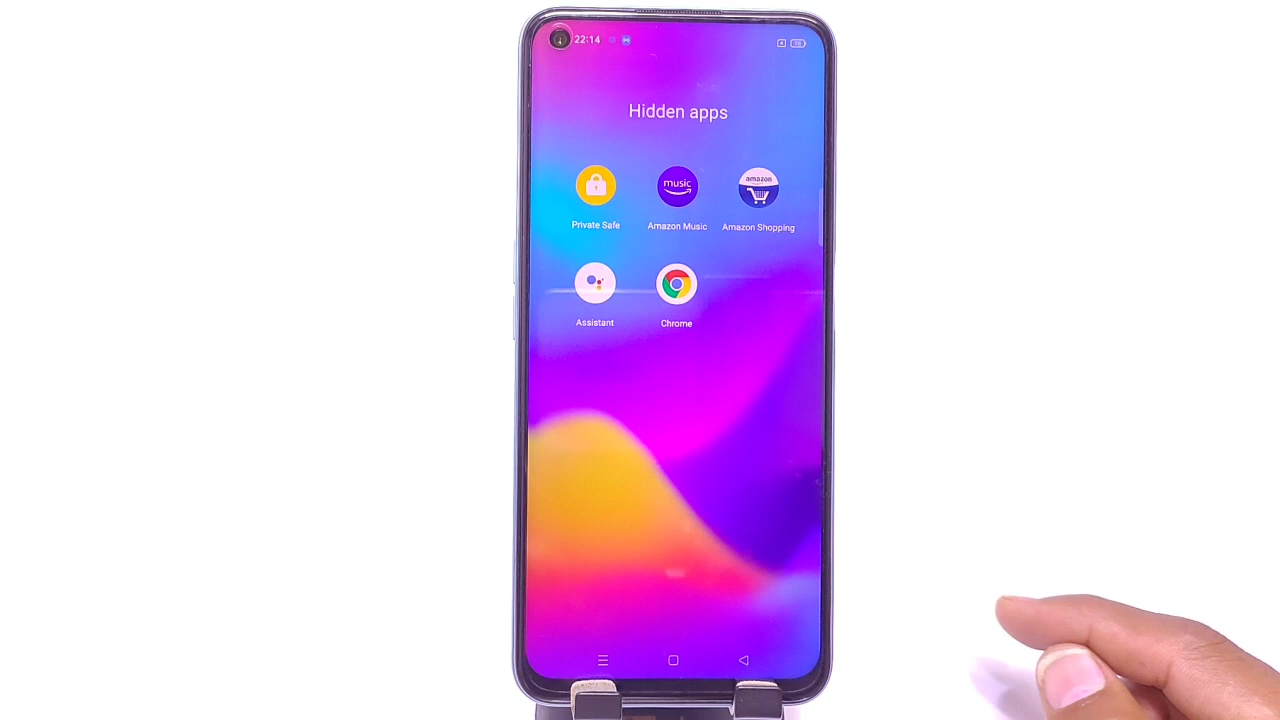 22:14
Hidden apps
music
amazon
Private Safe
Amazon Music
Amazon Shopping
Assistant
Chrome